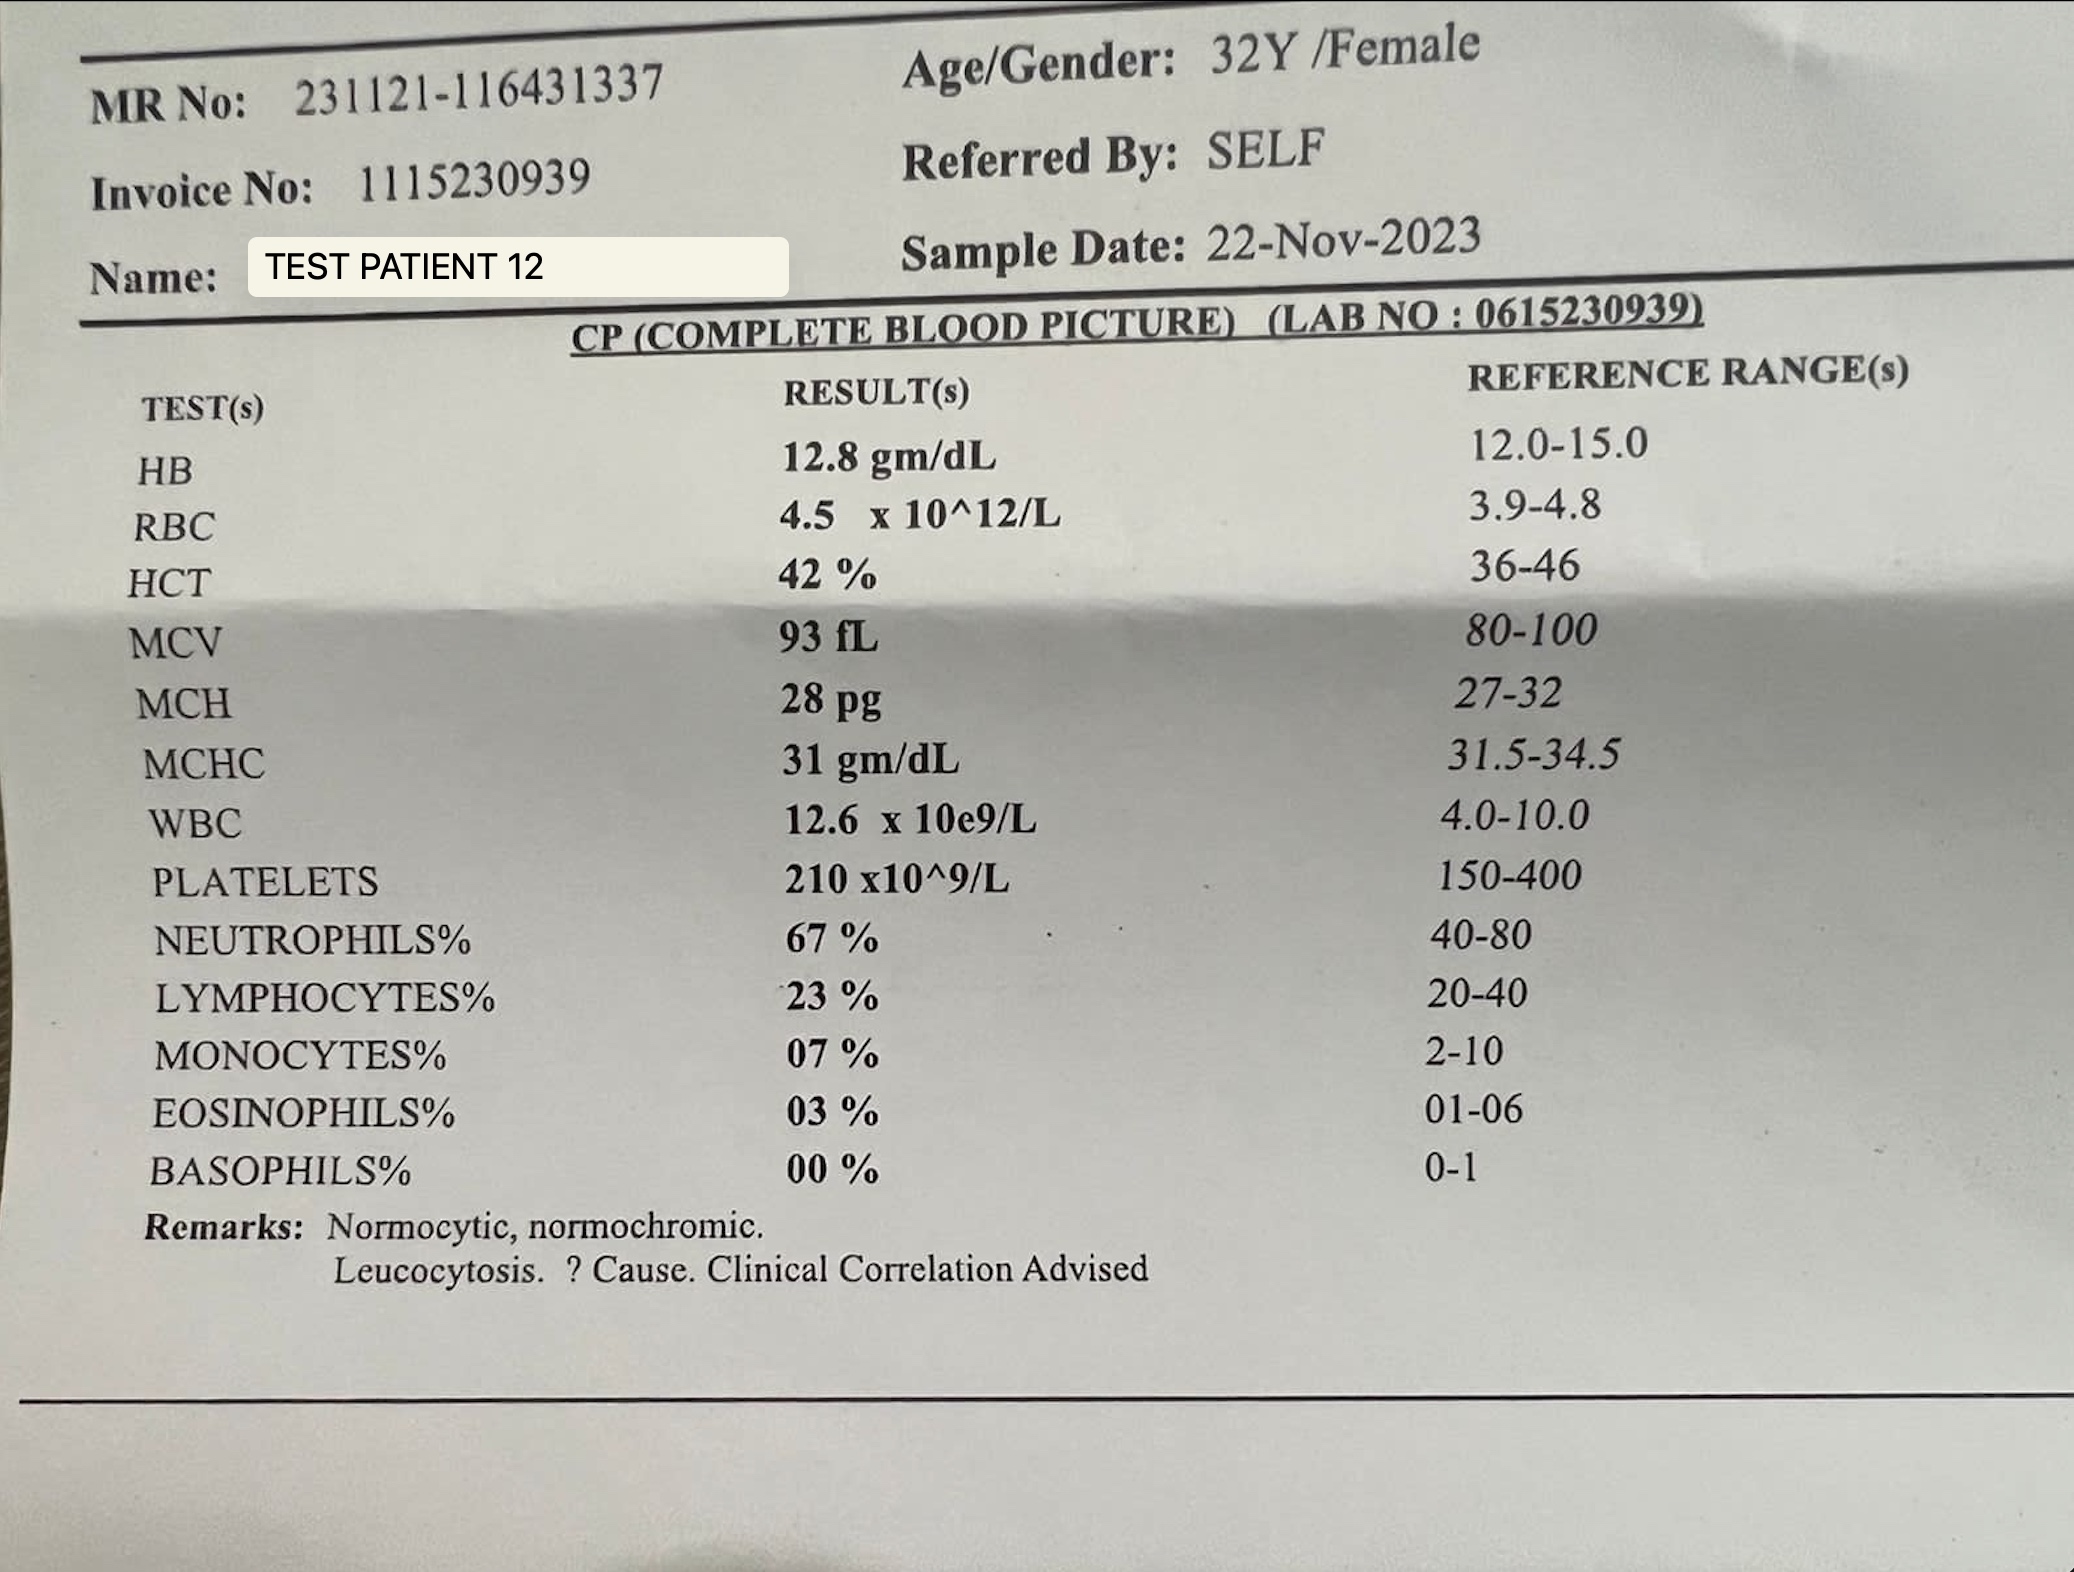 MR No: 231121-116431337 Age/Gender: 32Y /Female
Invoice No: 1115230939 Referred By: SELF
Name: TEST PATIENT 12 Sample Date: 22-Nov-2023
CP (COMPLETE BLOOD PICTURE) (LAB NO : 0615230939)
TEST(s) RESULT(s) REFERENCE RANGE(s)
HB 12.8 gm/dL 12.0-15.0
RBC 4.5 x 10^12/L 3.9-4.8
HCT 42 % 36-46
MCV 93 fL 80-100
MCH 28 pg 27-32
MCHC 31 gm/dL 31.5-34.5
WBC 12.6 x 10e9/L 4.0-10.0
PLATELETS 210 x10^9/L 150-400
NEUTROPHILS% 67 % 40-80
LYMPHOCYTES% 23 % 20-40
MONOCYTES% 07 % 2-10
EOSINOPHILS% 03 % 01-06
BASOPHILS% 00 % 0-1
Remarks: Normocytic, normochromic.
Leucocytosis. ? Cause. Clinical Correlation Advised